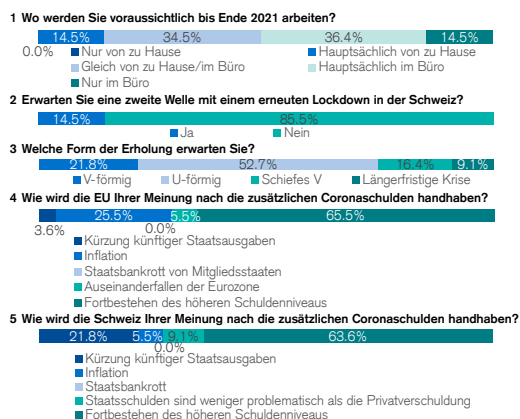 1 Wo werden Sie voraussichtlich bis Ende 2021 arbeiten?
14.5% 34.5% 36.4% 14.5%
0.0%
Nur von zu Hause Hauptsächlich von zu Hause
Gleich von zu Hause/im Büro Hauptsächlich im Büro
Nur im Büro
2 Erwarten Sie eine zweite Welle mit einem erneuten Lockdown in der Schweiz?
14.5% 85.5%
Ja Nein
3 Welche Form der Erholung erwarten Sie?
21.8% 52.7% 16.4% 9.1%
V-förmig U-förmig Schiefes V Längerfristige Krise
4 Wie wird die EU Ihrer Meinung nach die zusätzlichen Coronaschulden handhaben?
25.5% 5.5% 65.5%
3.6% 0.0%
Kürzung künftiger Staatsausgaben
Inflation
Staatsbankrott von Mitgliedsstaaten
Auseinanderfallen der Eurozone
Fortbestehen des höheren Schuldenniveaus
5 Wie wird die Schweiz Ihrer Meinung nach die zusätzlichen Coronaschulden handhaben?
21.8% 5.5% 9.1% 63.6%
0.0%
Kürzung künftiger Staatsausgaben
Inflation
Staatsbankrott
Staatsschulden sind weniger problematisch als die Privatverschuldung
Fortbestehen des höheren Schuldenniveaus